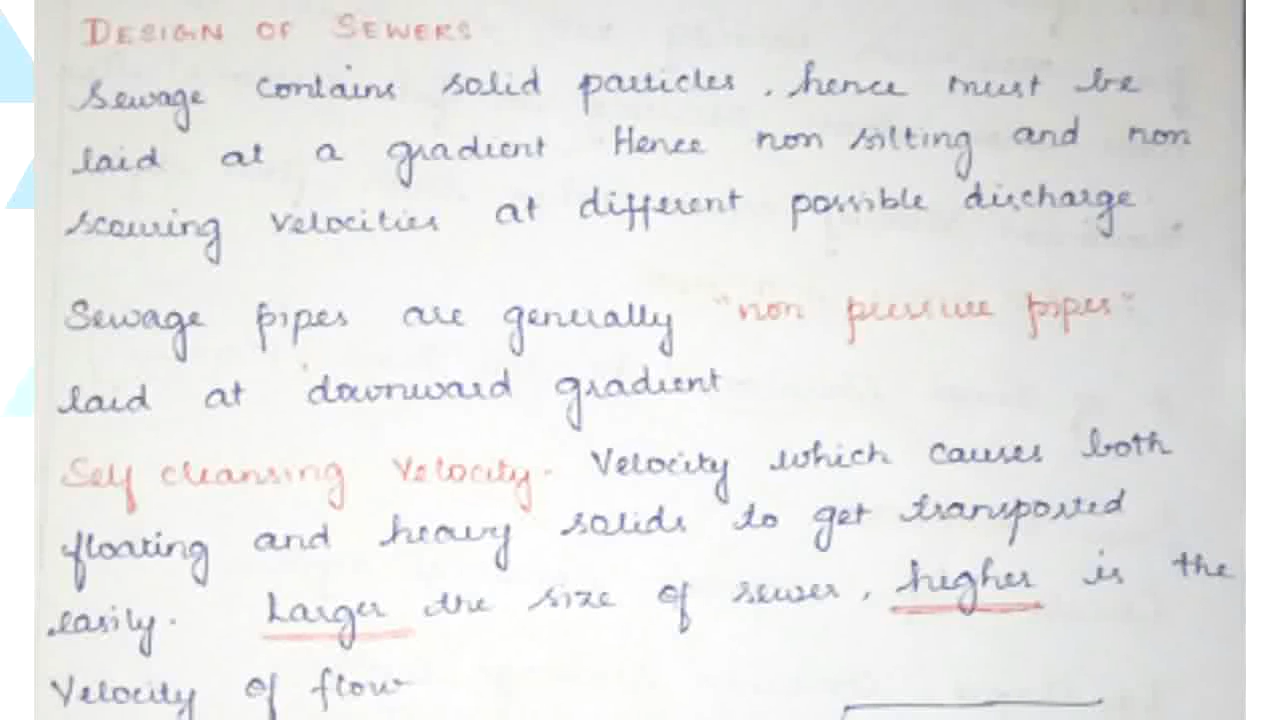 DESIGN OF SEWERS
Sewage contains solid particles, hence must be
laid at a gradient Hence non silting and non
scouring velocities at different possible discharge
Sewage pipes are generally "non pressure pipes"
laid at downward gradient
Self cleansing Velocity. Velocity which causes both
floating and heavy solids to get transported
easily. Larger the size of sewer, higher is the
Velocity of flow